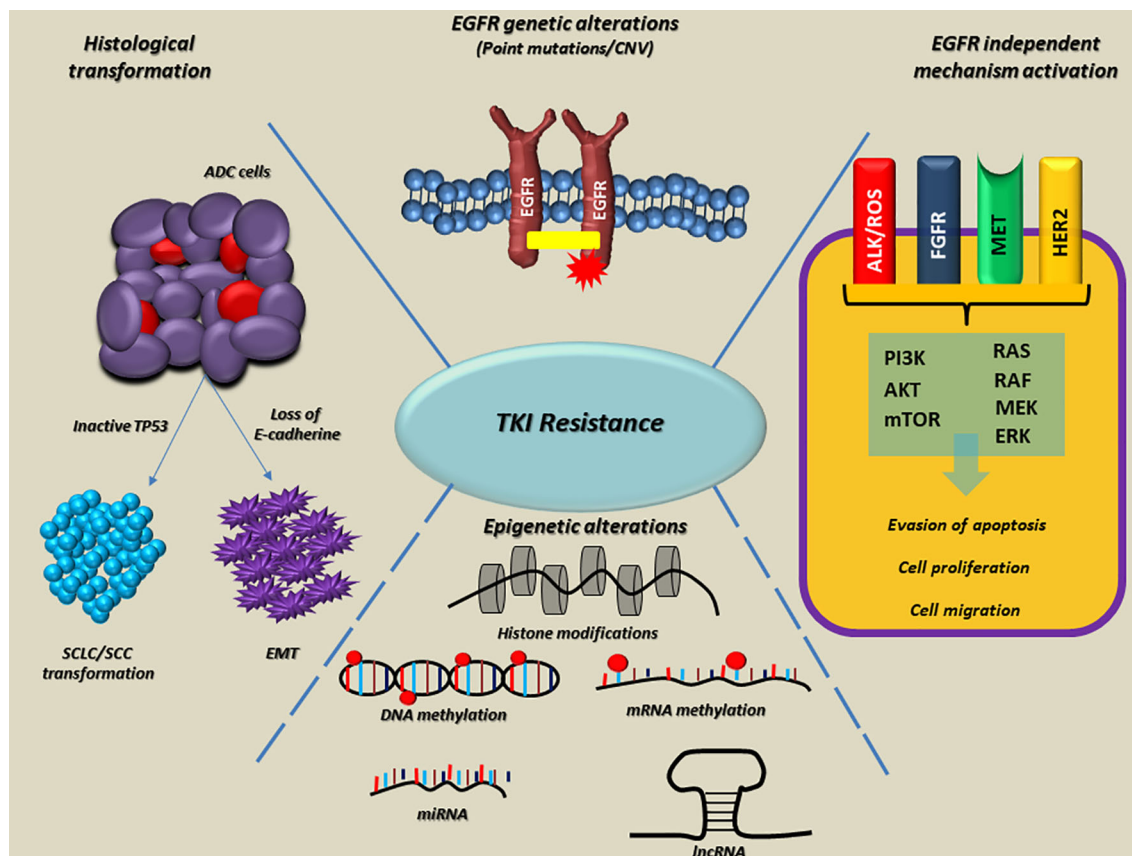 Histological
transformation
EGFR genetic alterations
(Point mutations/CNV)
EGFR independent
mechanism activation
ADC cells
EGFR
EGFR
ALK/ROS
FGFR
MET
HER2
Inactive TP53
Loss of
E-cadherine
TKI Resistance
PI3K
AKT
mTOR
RAS
RAF
MEK
ERK
Evasion of apoptosis
Cell proliferation
Cell migration
SCLC/SCC
transformation
EMT
Epigenetic alterations
Histone modifications
DNA methylation
mRNA methylation
miRNA
lncRNA